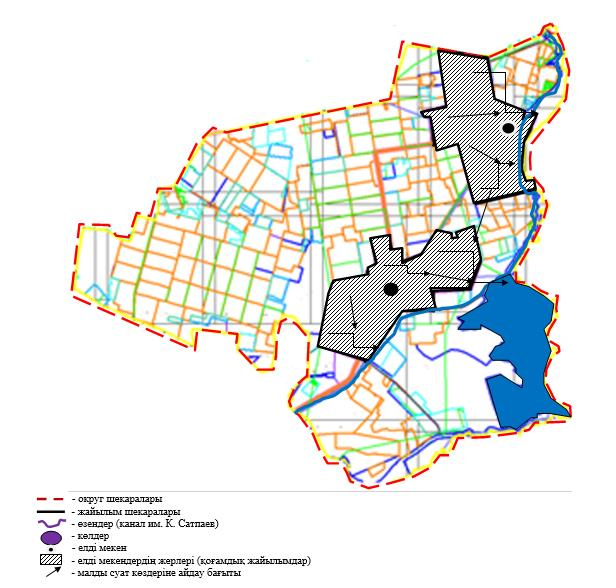 - округ шекаралары
- жайылым шекаралары
- өзендер (канал им. К. Сатпаев)
- көлдер
- елді мекен
- елді мекендердің жерлері (қоғамдық жайылымдар)
- малды суат көздеріне айдау бағыты